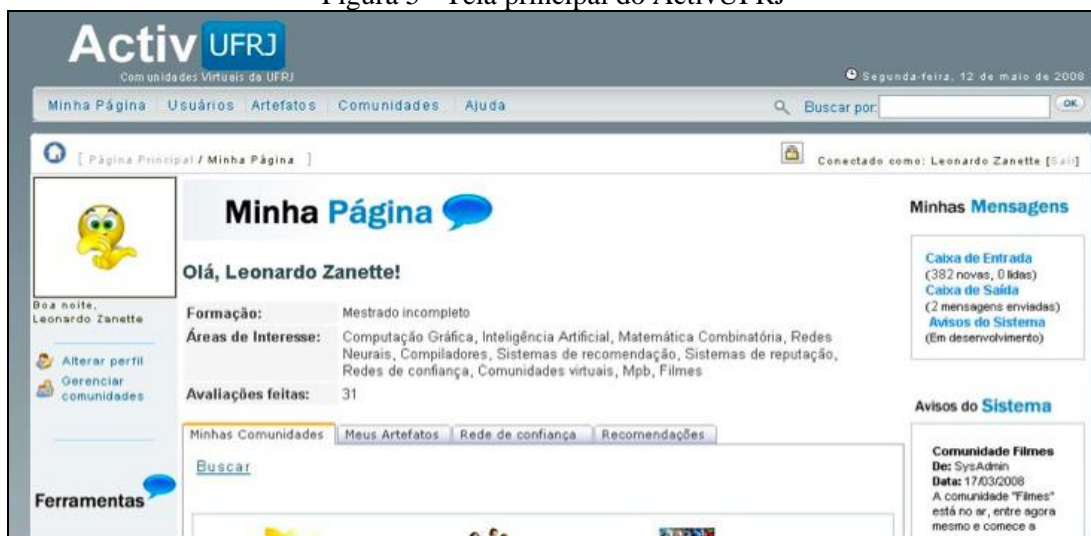 Figura 5 - Tela principal do ActivUFRJ
Activ UFRJ
Comunidades Virtuais da UFRJ
Segunda-feira, 12 de maio de 2008
Minha Página Usuários Artefatos Comunidades Ajuda
Buscar por: OK
[ Página Principal / Minha Página ]
Conectado como: Leonardo Zanette [Sair]
Minha Página
Minhas Mensagens
Olá, Leonardo Zanette!
Caixa de Entrada
(382 novas, 0 lidas)
Caixa de Saída
(2 mensagens enviadas)
Avisos do Sistema
(Em desenvolvimento)
Boa noite,
Leonardo Zanette
Alterar perfil
Gerenciar
comunidades
Formação: Mestrado incompleto
Áreas de Interesse: Computação Gráfica, Inteligência Artificial, Matemática Combinatória, Redes
Neurais, Compiladores, Sistemas de recomendação, Sistemas de reputação,
Redes de confiança, Comunidades virtuais, Mpb, Filmes
Avaliações feitas: 31
Minhas Comunidades Meus Artefatos Rede de confiança Recomendações
Buscar
Ferramentas
Avisos do Sistema
Comunidade Filmes
De: SysAdmin
Data: 17/03/2008
A comunidade "Filmes"
está no ar, entre agora
mesmo e comece a